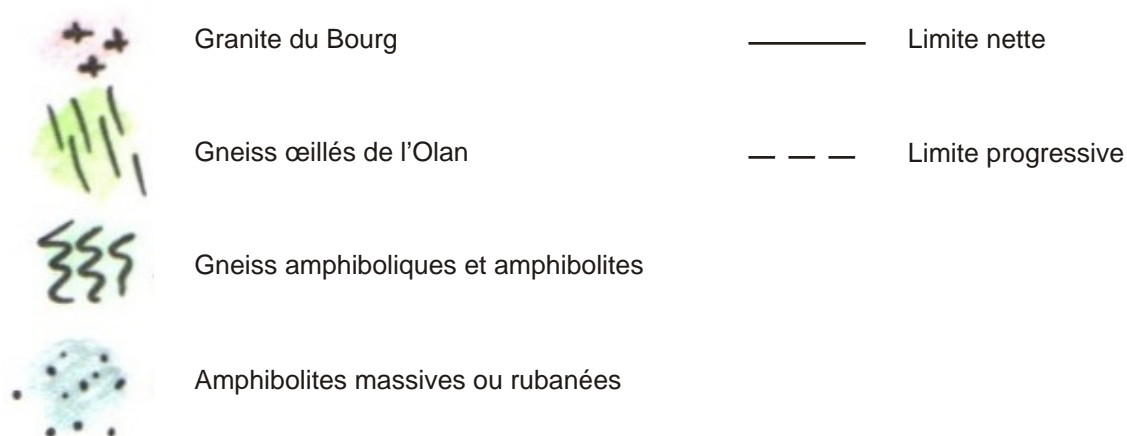 Granite du Bourg
Limite nette
Gneiss œillés de l’Olan
Limite progressive
Gneiss amphiboliques et amphibolites
Amphibolites massives ou rubanées